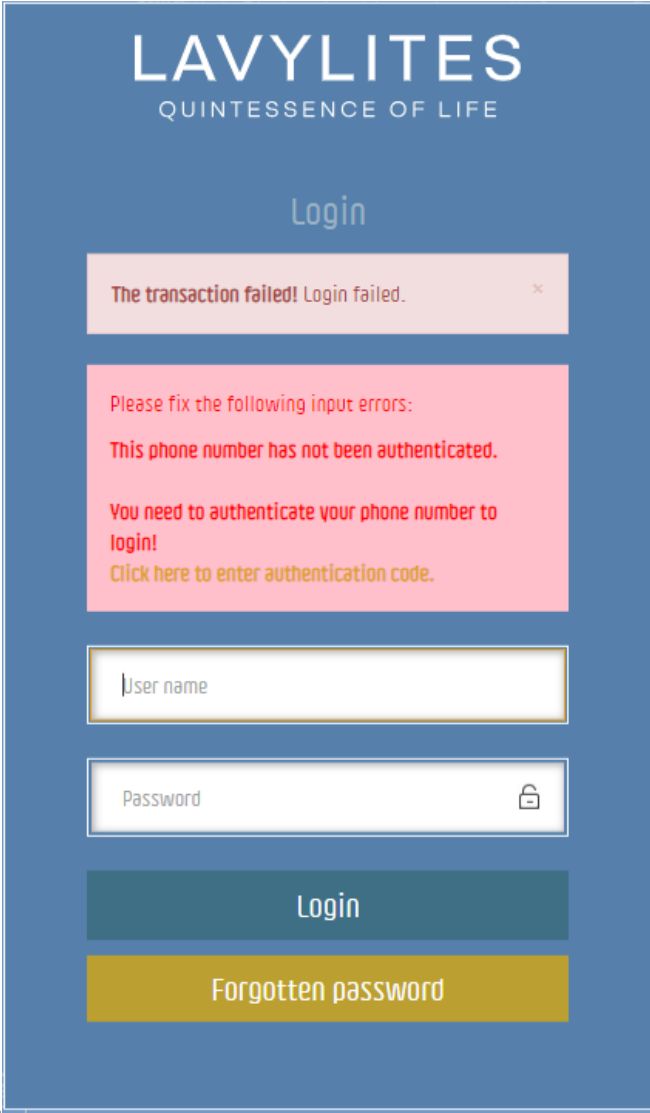 LAVYLITES
QUINTESSENCE OF LIFE
Login
The transaction failed! Login failed. ×
Please fix the following input errors:
This phone number has not been authenticated.
You need to authenticate your phone number to
login!
Click here to enter authentication code.
User name
Password
Login
Forgotten password